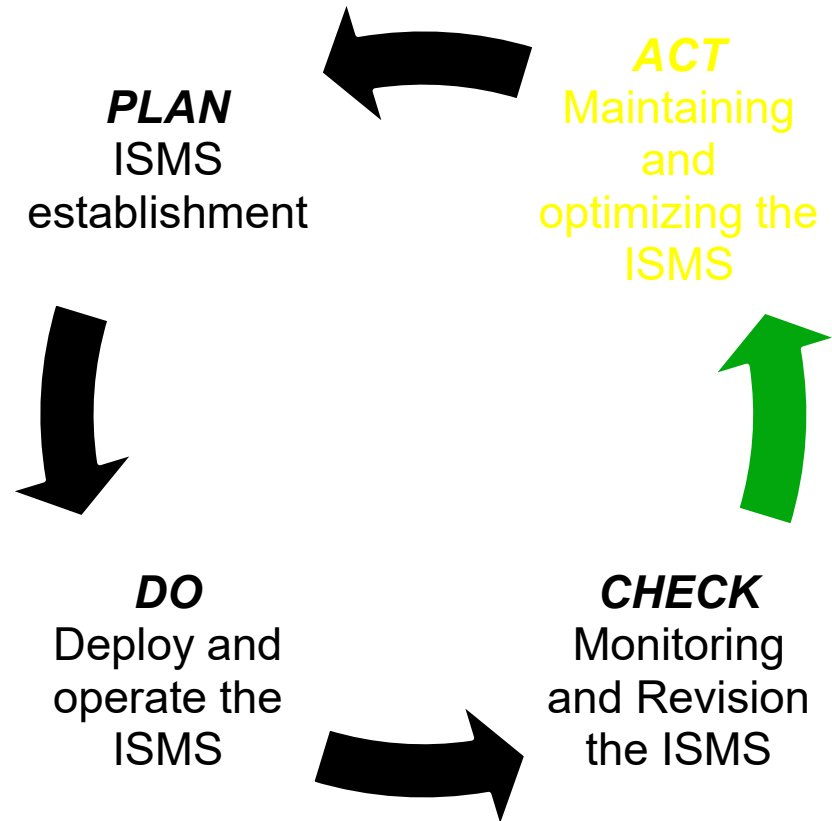 PLAN
ISMS
establishment
ACT
Maintaining
and
optimizing the
ISMS
DO
Deploy and
operate the
ISMS
CHECK
Monitoring
and Revision
the ISMS